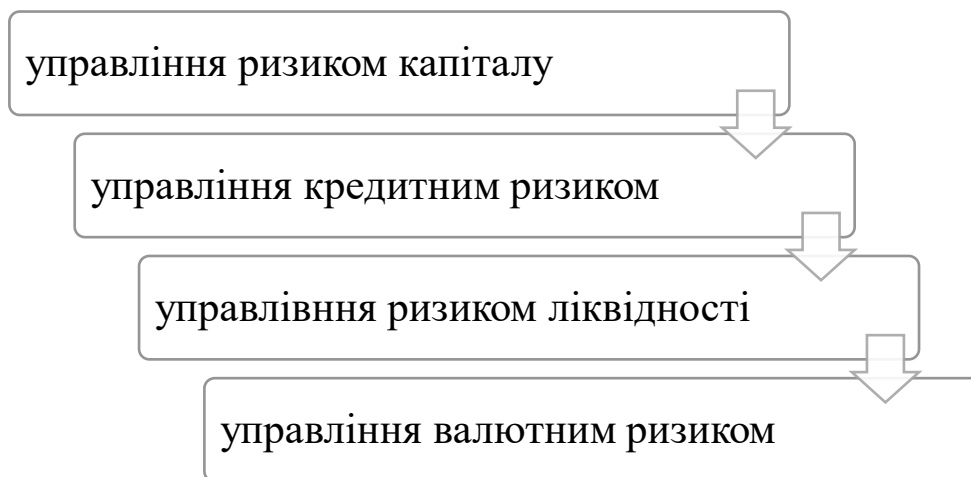 управління ризиком капіталу
управління кредитним ризиком
управлівння ризиком ліквідності
управління валютним ризиком